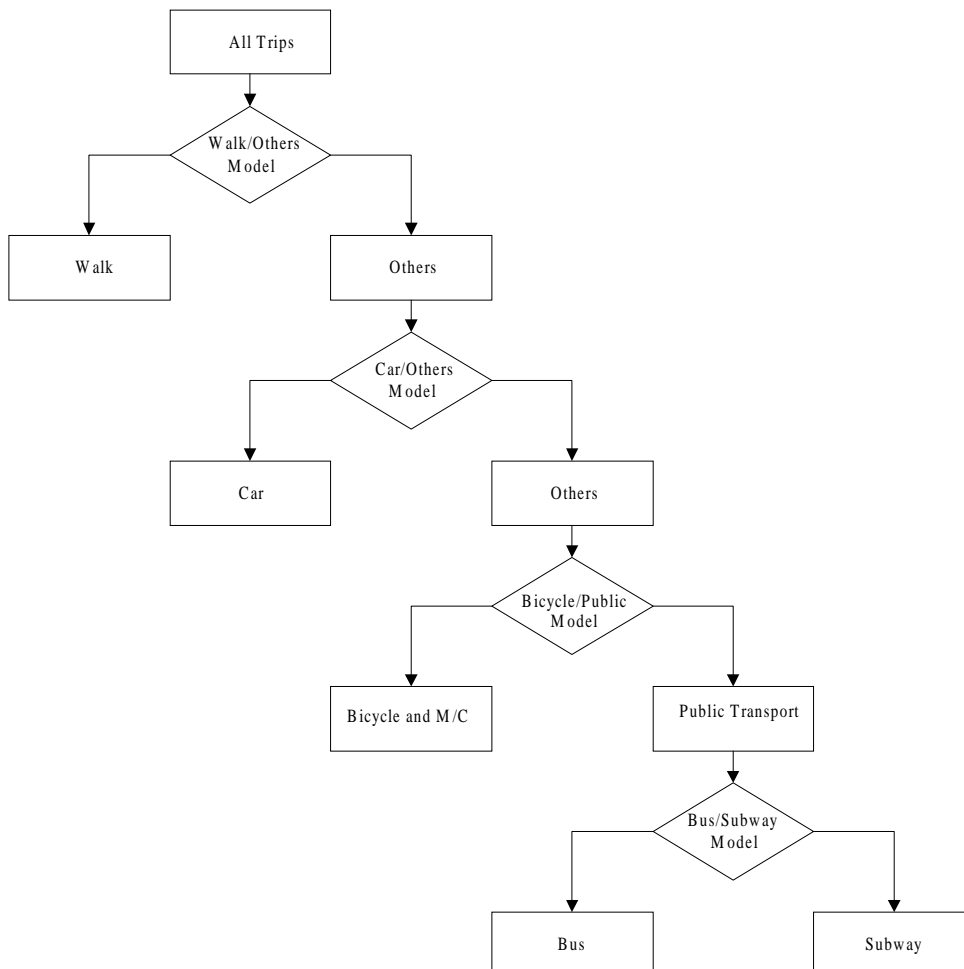 All Trips
Walk/Others
Model
Walk
Others
Car/Others
Model
Car
Others
Bicycle/Public
Model
Bicycle and M/C
Public Transport
Bus/Subway
Model
Bus
Subway